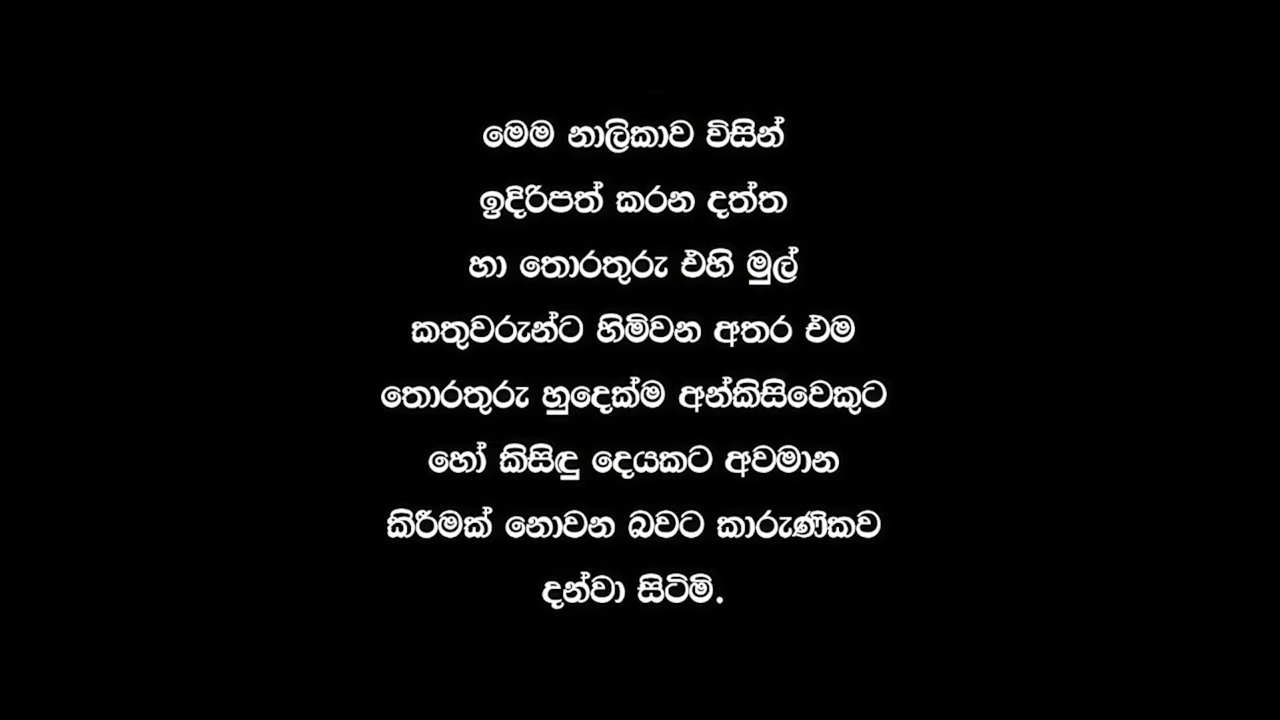 මෙම නාලිකාව විසින්
ඉදිරිපත් කරන දත්ත
හා තොරතුරු එහි මුල්
කතුවරුන්ට හිමිවන අතර එම
තොරතුරු හුදෙක්ම අන්කිසිවෙකුට
හෝ කිසිඳු දෙයකට අවමාන
කිරීමක් නොවන බවට කාරුණිකව
දන්වා සිටිමි.